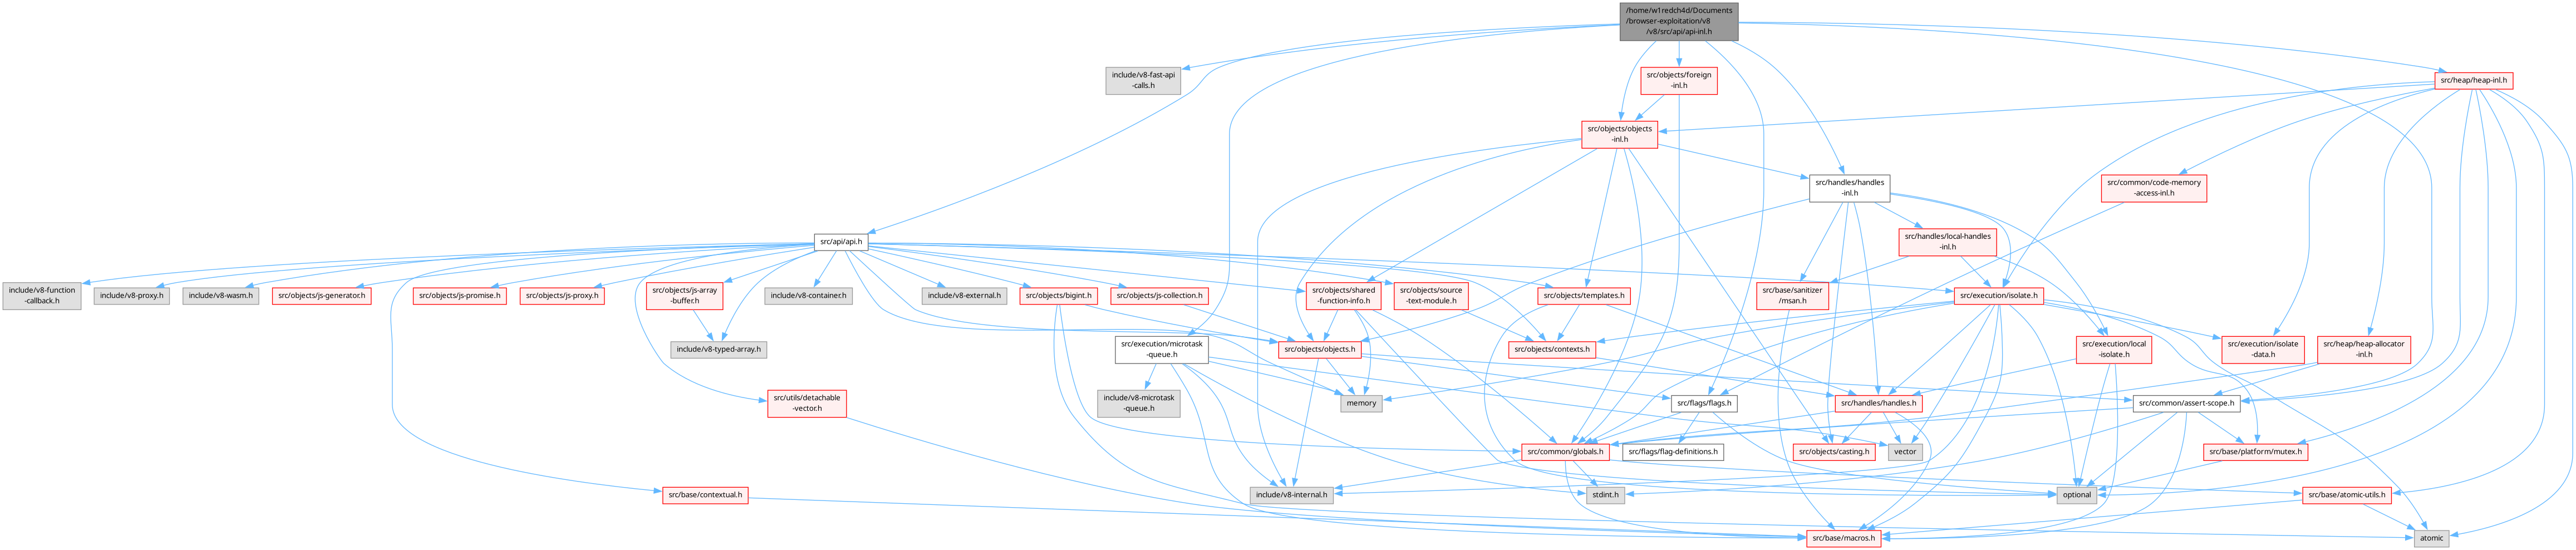 /home/w1redch4d/Documents
/browser-exploitation/v8
/v8/src/api/api-inl.h
include/v8-fast-api
-calls.h
src/objects/foreign
-inl.h
src/heap/heap-inl.h
src/objects/objects
-inl.h
src/handles/handles
-inl.h
src/common/code-memory
-access-inl.h
src/api/api.h
src/handles/local-handles
-inl.h
include/v8-function
-callback.h
include/v8-proxy.h
include/v8-wasm.h
src/objects/js-generator.h
src/objects/js-promise.h
src/objects/js-proxy.h
src/objects/js-array
-buffer.h
include/v8-container.h
include/v8-external.h
src/objects/bigint.h
src/objects/js-collection.h
src/objects/shared
-function-info.h
src/objects/source
-text-module.h
src/objects/templates.h
src/base/sanitizer
/msan.h
src/execution/isolate.h
include/v8-typed-array.h
src/execution/microtask
-queue.h
src/objects/objects.h
src/objects/contexts.h
src/execution/local
-isolate.h
src/execution/isolate
-data.h
src/heap/heap-allocator
-inl.h
src/utils/detachable
-vector.h
include/v8-microtask
-queue.h
memory
src/flags/flags.h
src/handles/handles.h
src/common/assert-scope.h
src/common/globals.h
src/flags/flag-definitions.h
src/objects/casting.h
vector
src/base/platform/mutex.h
src/base/contextual.h
include/v8-internal.h
stdint.h
optional
src/base/atomic-utils.h
src/base/macros.h
atomic